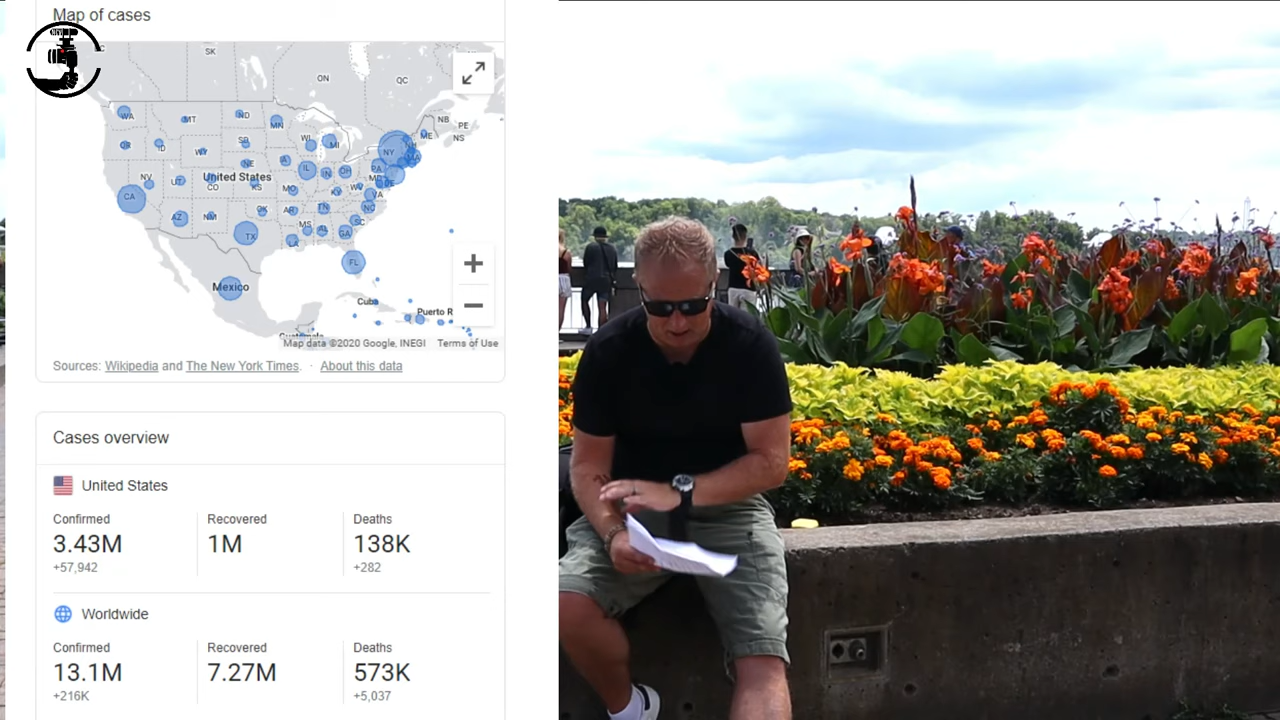 Map of cases
SK
ON
QC
NB
PE
NS
ME
WA
MT
ND
MN
OR
ID
WY
SD
WI
MI
NY
MA
NV
UT
CO
NE
IA
IL
IN
OH
PA
MD
DE
United States
KS
MO
KY
WV
VA
CA
AZ
NM
OK
AR
TN
NC
SC
MS
AL
GA
TX
LA
FL
Mexico
Cuba
Puerto R
Guatemala
Map data ©2020 Google, INEGI Terms of Use
Sources: Wikipedia and The New York Times. · About this data
Cases overview
United States
Confirmed Recovered Deaths
3.43M 1M 138K
+57,942 +282
Worldwide
Confirmed Recovered Deaths
13.1M 7.27M 573K
+216K +5,037